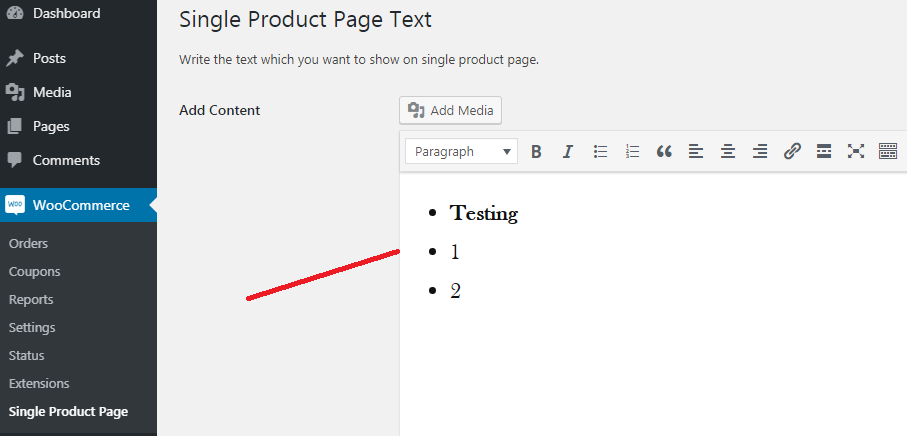 Dashboard
Posts
Media
Pages
Comments
WOO WooCommerce
Orders
Coupons
Reports
Settings
Status
Extensions
Single Product Page
Single Product Page Text
Write the text which you want to show on single product page.
Add Content
Add Media
Paragraph B I
Testing
1
2